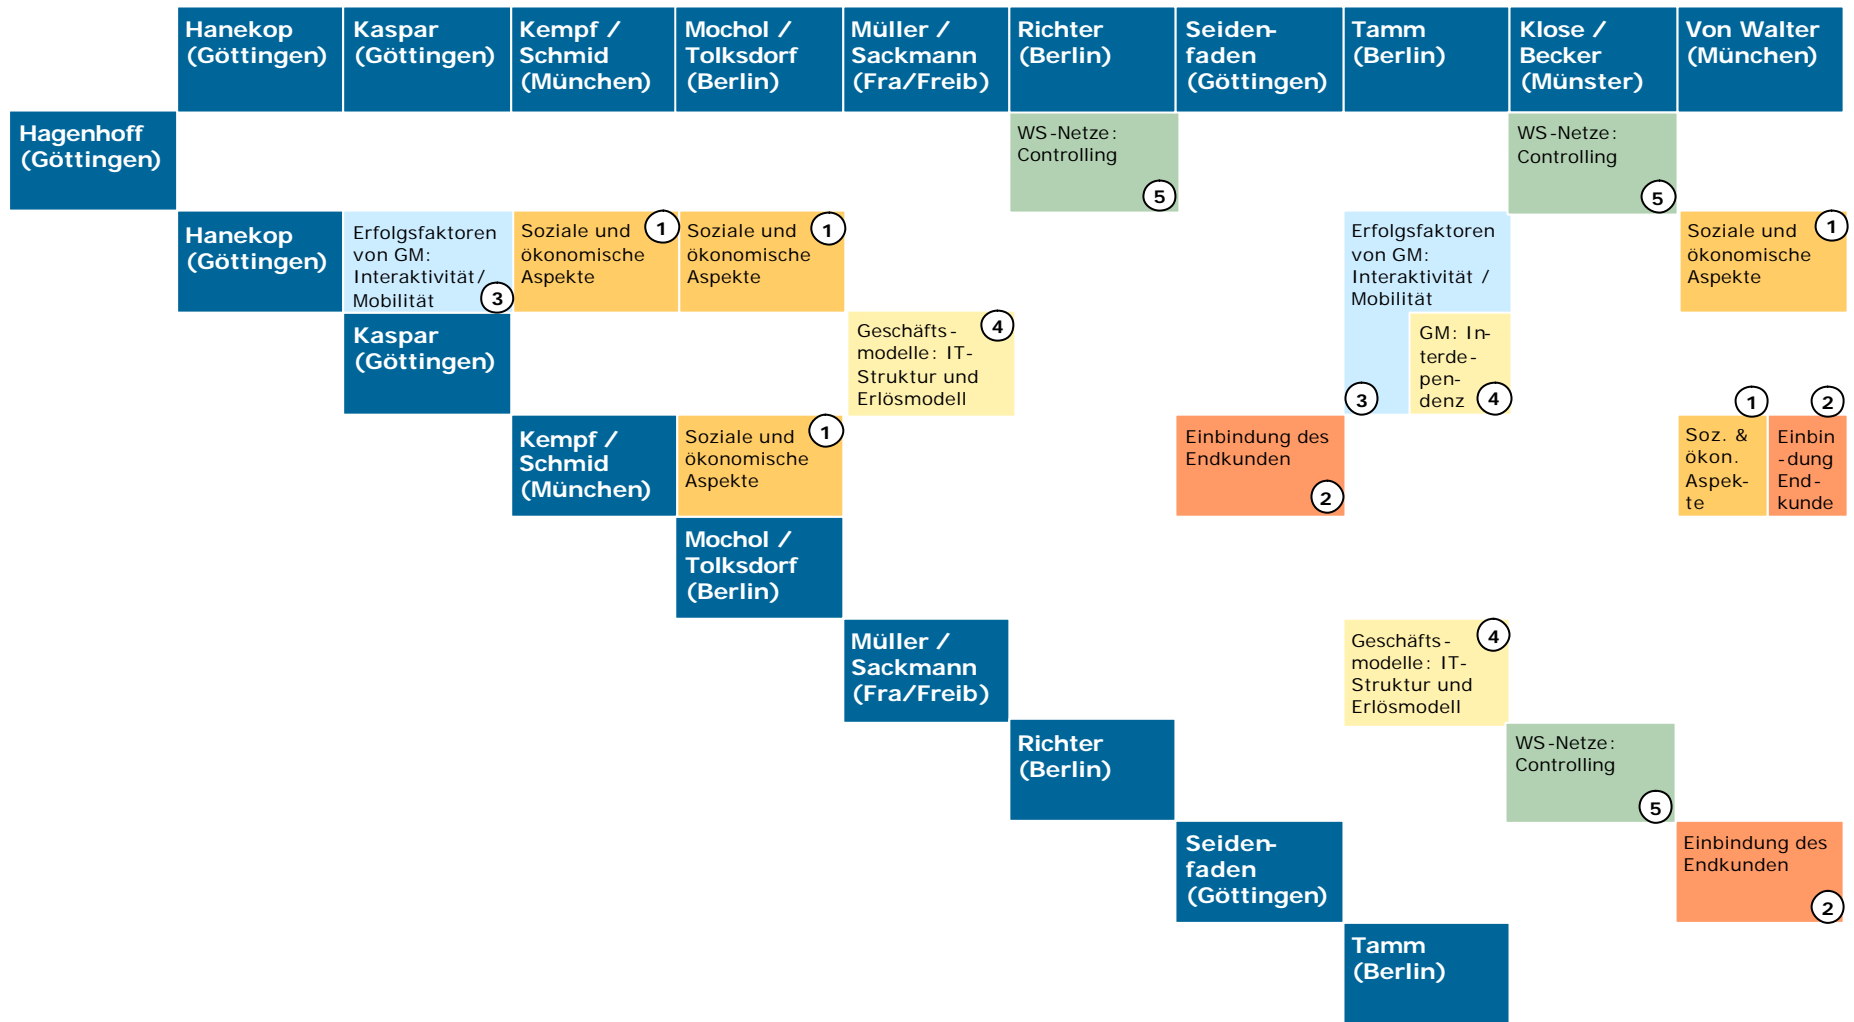 Hanekop
(Göttingen)
Kaspar
(Göttingen)
Kempf /
Schmid
(München)
Mochol /
Tolksdorf
(Berlin)
Müller /
Sackmann
(Fra/Freib)
Richter
(Berlin)
Seiden-
faden
(Göttingen)
Tamm
(Berlin)
Klose /
Becker
(Münster)
Von Walter
(München)
Hagenhoff
(Göttingen)
WS-Netze:
Controlling
5
WS-Netze:
Controlling
5
Hanekop
(Göttingen)
Erfolgsfaktoren
von GM:
Interaktivität/
Mobilität
3
Soziale und
ökonomische
Aspekte
1
Soziale und
ökonomische
Aspekte
1
Erfolgsfaktoren
von GM:
Interaktivität /
Mobilität
3
Soziale und
ökonomische
Aspekte
1
Kaspar
(Göttingen)
Geschäfts-
modelle: IT-
Struktur und
Erlösmodell
4
GM: In-
terde-
pen-
denz
4
Kempf /
Schmid
(München)
Soziale und
ökonomische
Aspekte
1
Einbindung des
Endkunden
2
1
Soz. &
ökon.
Aspek-
te
2
Einbin
-dung
End-
kunde
Mochol /
Tolksdorf
(Berlin)
Müller /
Sackmann
(Fra/Freib)
Geschäfts-
modelle: IT-
Struktur und
Erlösmodell
4
Richter
(Berlin)
WS-Netze:
Controlling
5
Seiden-
faden
(Göttingen)
Einbindung des
Endkunden
2
Tamm
(Berlin)